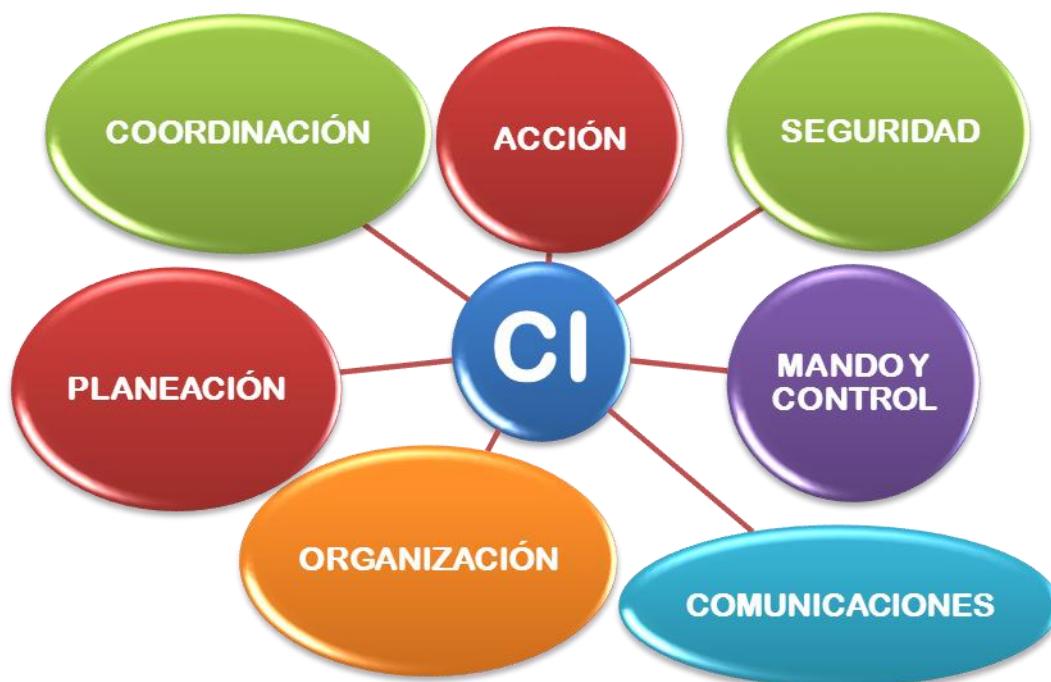 COORDINACIÓN
ACCIÓN
SEGURIDAD
CI
PLANEACIÓN
MANDO Y
CONTROL
ORGANIZACIÓN
COMUNICACIONES